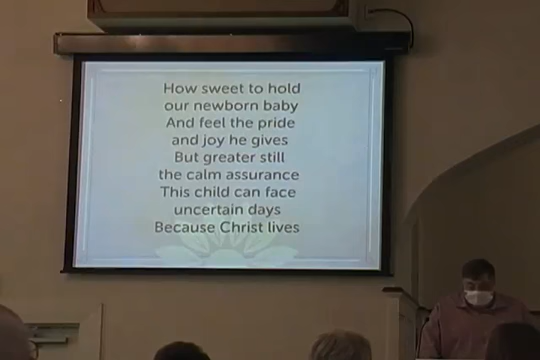 How sweet to hold
our newborn baby
And feel the pride
and joy he gives
But greater still
the calm assurance
This child can face
uncertain days
Because Christ lives